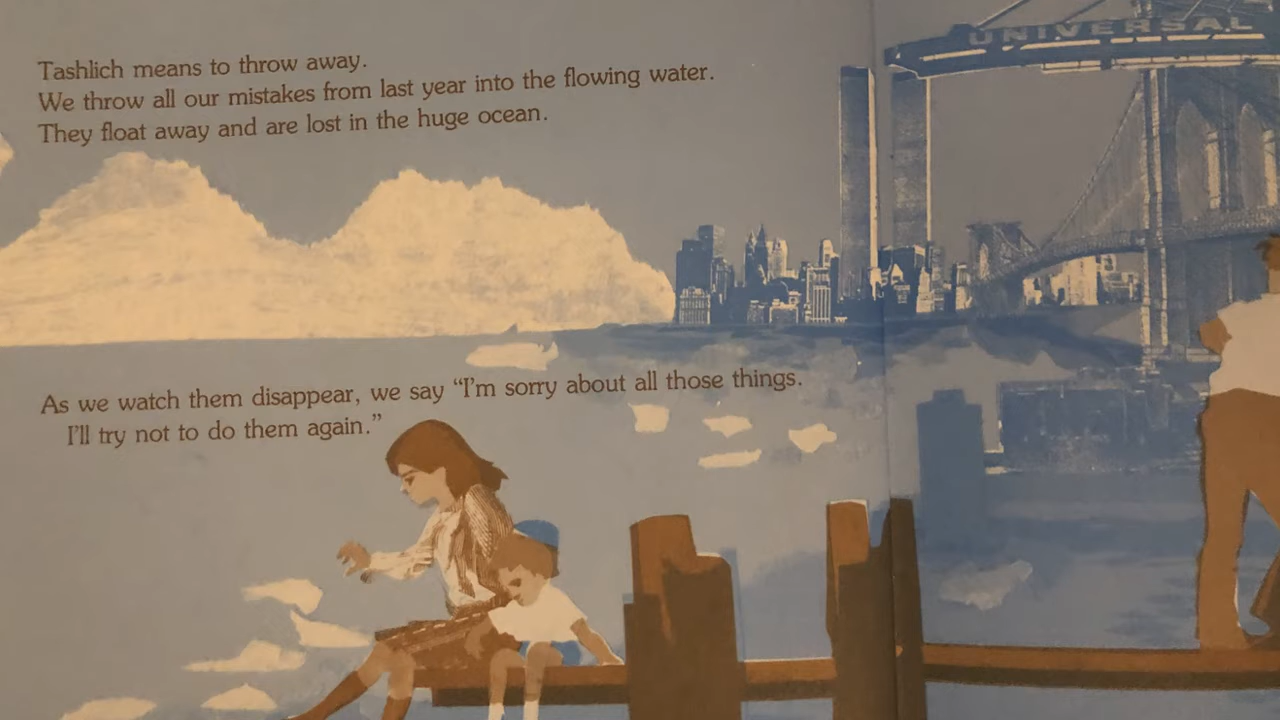 Tashlich means to throw away.
We throw all our mistakes from last year into the flowing water.
They float away and are lost in the huge ocean.
UNIVERSAL
As we watch them disappear, we say “I'm sorry about all those things.
I'll try not to do them again.”